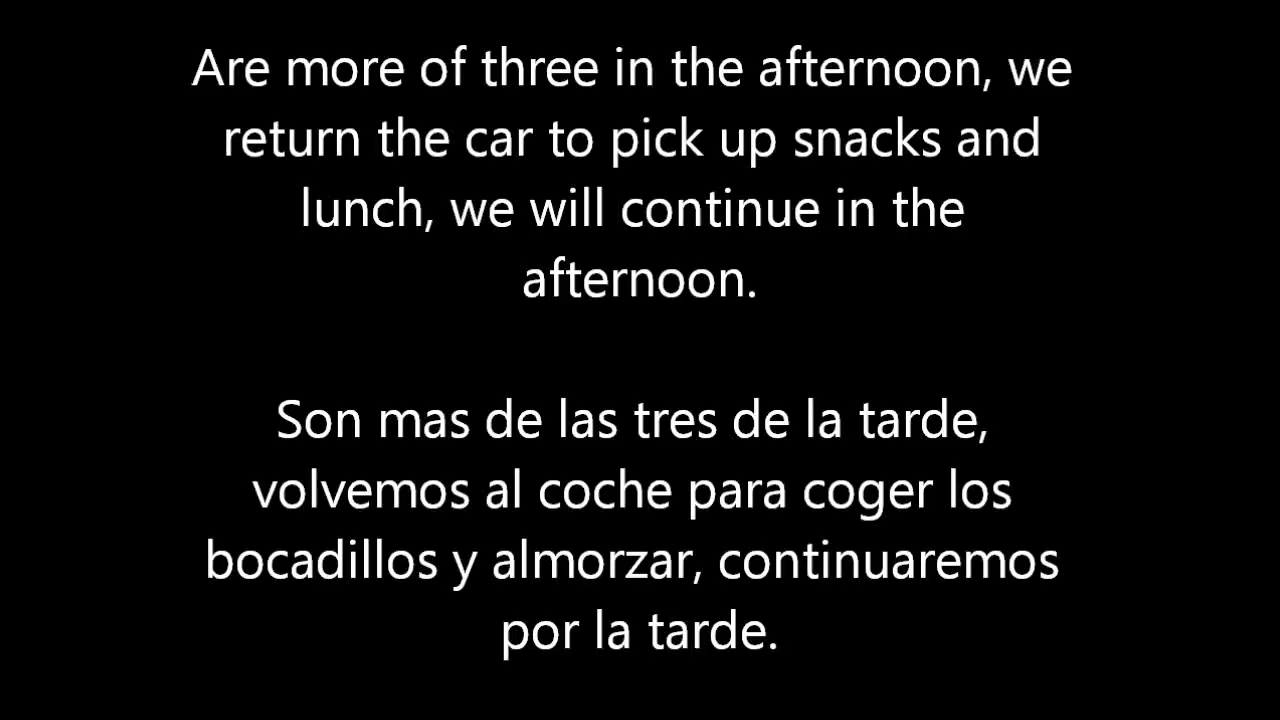 Are more of three in the afternoon, we
return the car to pick up snacks and
lunch, we will continue in the
afternoon.
Son mas de las tres de la tarde,
volvemos al coche para coger los
bocadillos y almorzar, continuaremos
por la tarde.